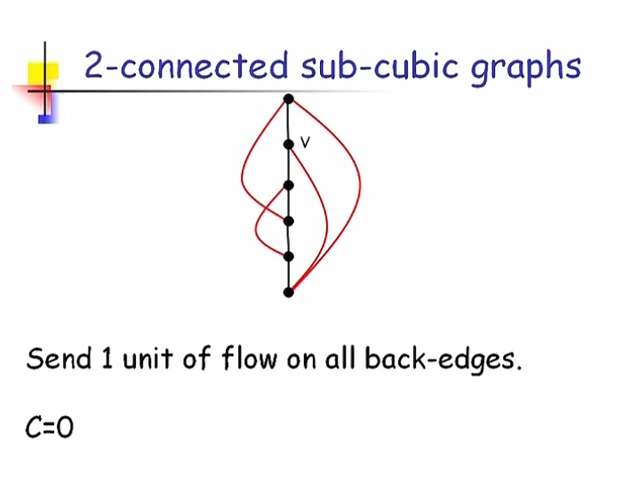 2-connected sub-cubic graphs
v
Send 1 unit of flow on all back-edges.
C=0